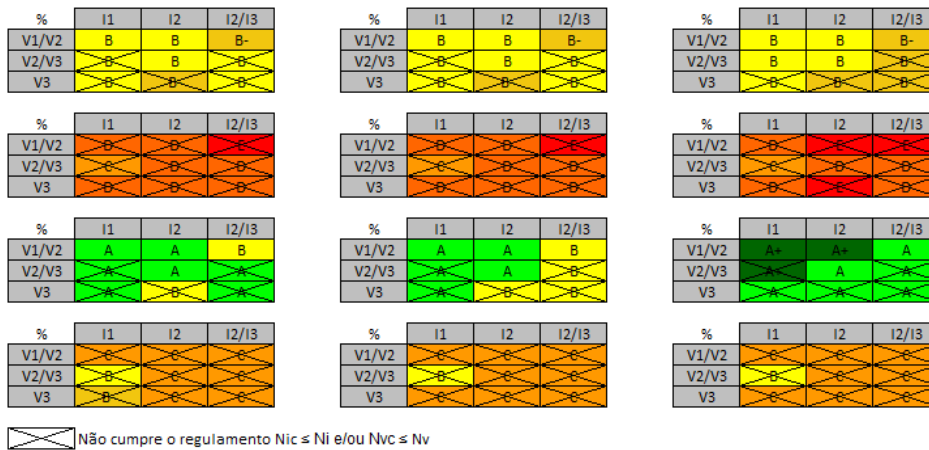 % I1 I2 I2/I3 % I1 I2 I2/I3 % I1 I2 I2/I3
V1/V2 B B B- V1/V2 B B B- V1/V2 B B B-
V2/V3 B B B V2/V3 B B B V2/V3 B B B
V3 B B B V3 B B B V3 B B B
% I1 I2 I2/I3 % I1 I2 I2/I3 % I1 I2 I2/I3
V1/V2 D D E V1/V2 D D E V1/V2 D E E
V2/V3 C D D V2/V3 C D D V2/V3 C D D
V3 D D D V3 D D D V3 D E D
% I1 I2 I2/I3 % I1 I2 I2/I3 % I1 I2 I2/I3
V1/V2 A A B V1/V2 A A B V1/V2 A+ A+ A
V2/V3 A A A V2/V3 A A B V2/V3 A+ A A
V3 A B A V3 A B B V3 A A A
% I1 I2 I2/I3 % I1 I2 I2/I3 % I1 I2 I2/I3
V1/V2 C C C V1/V2 C C C V1/V2 C C C
V2/V3 B C C V2/V3 B C C V2/V3 B C C
V3 B C C V3 C C C V3 C C C
Não cumpre o regulamento Nic ≤ Ni e/ou Nvc ≤ Nv